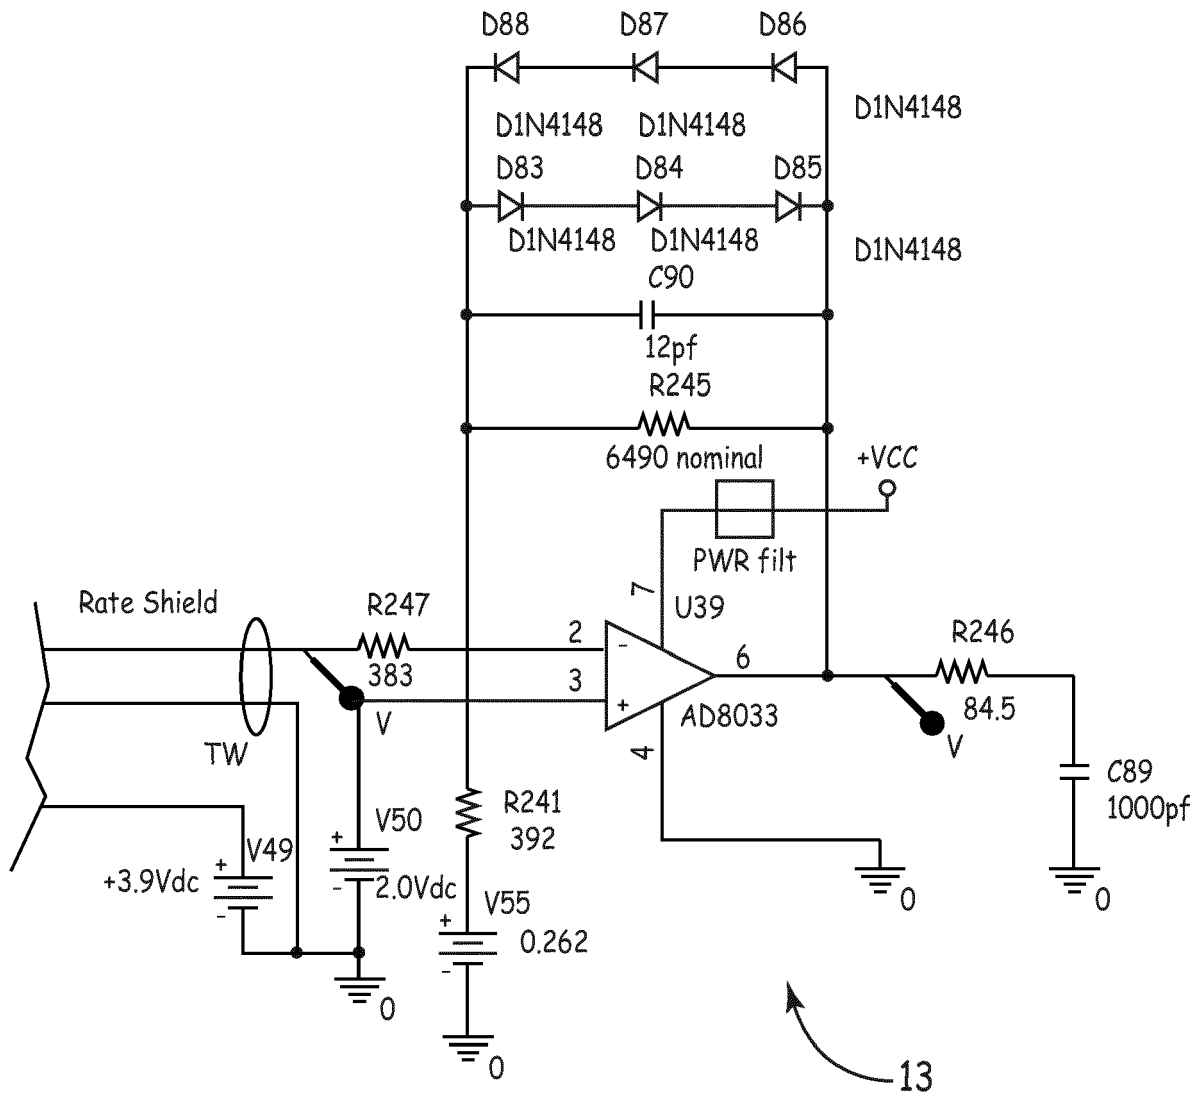 D88
D87
D86
D1N4148
D1N4148
D1N4148
D83
D84
D85
D1N4148
D1N4148
D1N4148
C90
12pf
R245
6490 nominal
+VCC
PWR filt
7
U39
Rate Shield
R247
2
-
383
3
+
6
R246
AD8033
84.5
V
V
TW
4
C89
1000pf
R241
392
V50
+
-
2.0Vdc
V49
+
+3.9Vdc
-
V55
+
0.262
-
0
0
0
0
13